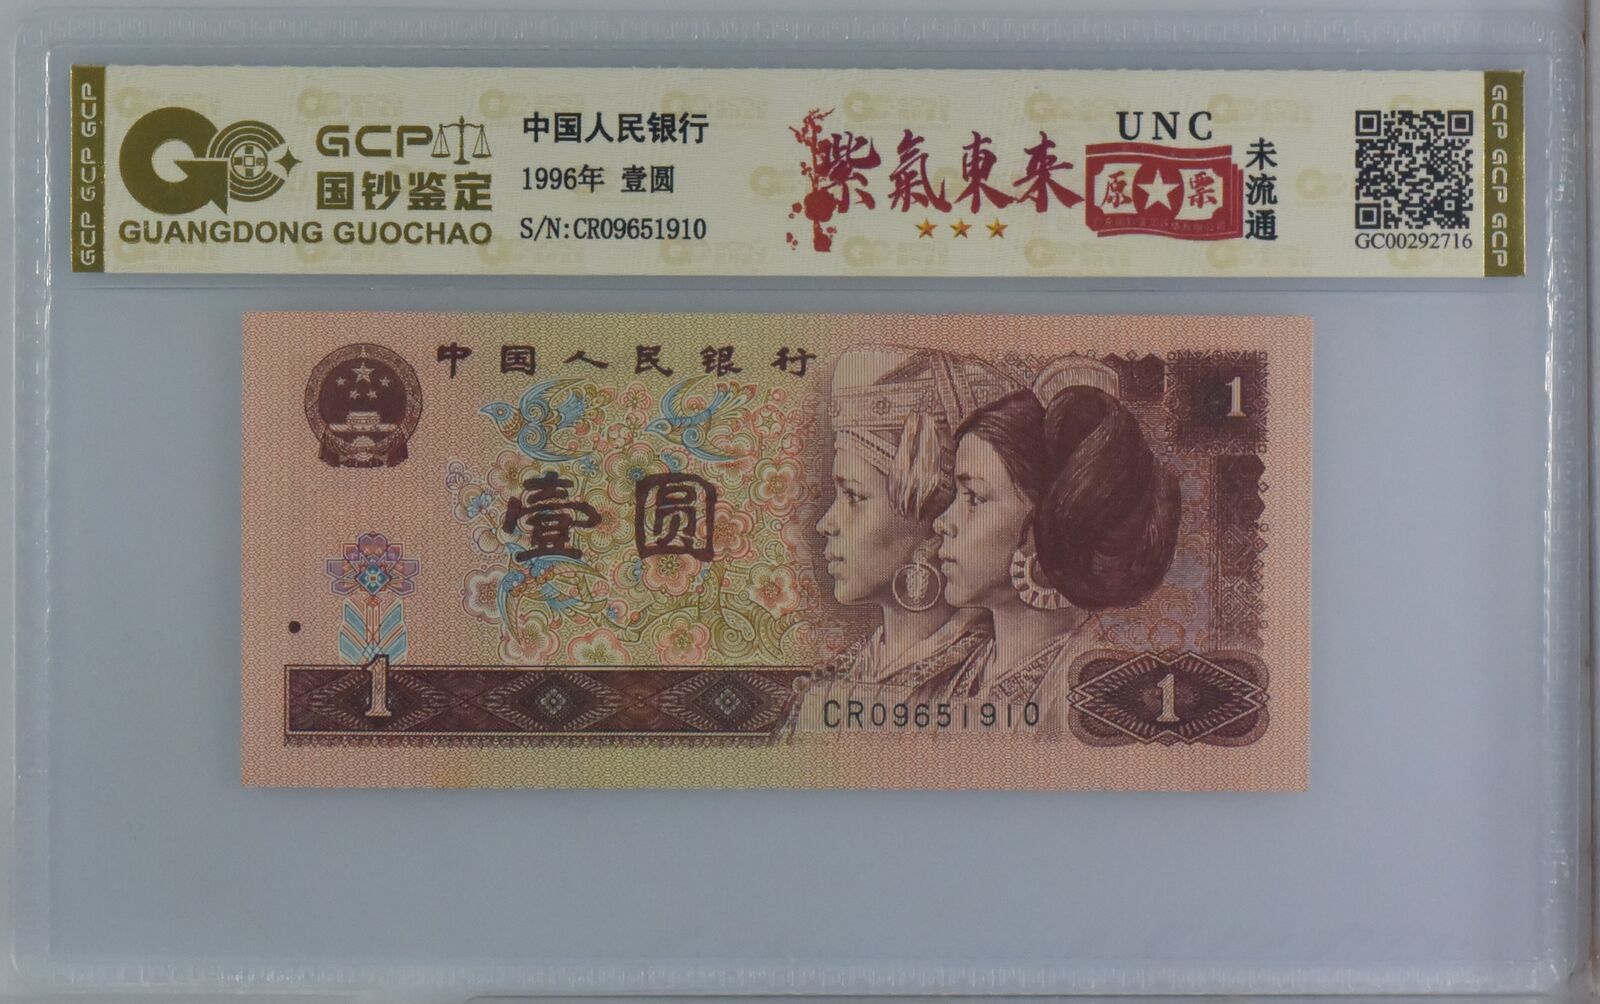 GCP GCP GCP
GCP
国钞鉴定
GUANGDONG GUOCHAO
中国人民银行
1996年 壹圆
S/N:CR09651910
紫氣東来
UNC
原票
未流通
GC00292716
GCP GCP GCP
中国人民银行
1
壹圆
1
CR09651910
1